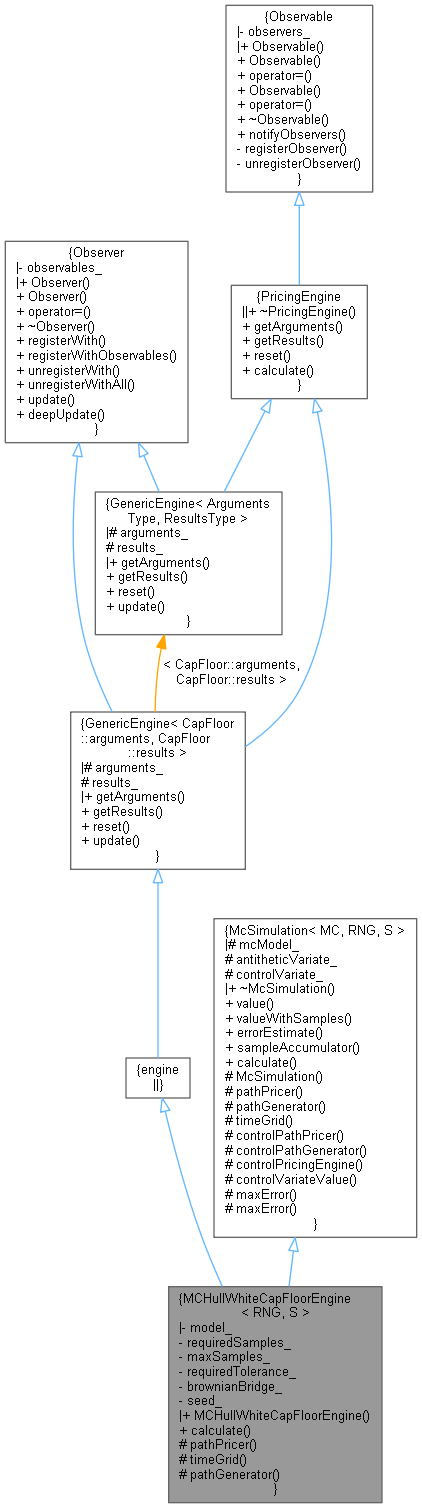 {Observable
|- observers_
|+ Observable()
+ Observable()
+ operator=()
+ Observable()
+ operator=()
+ ~Observable()
+ notifyObservers()
- registerObserver()
- unregisterObserver()
}
{Observer
|- observables_
|+ Observer()
+ Observer()
+ operator=()
+ ~Observer()
+ registerWith()
+ registerWithObservables()
+ unregisterWith()
+ unregisterWithAll()
+ update()
+ deepUpdate()
}
{PricingEngine
||+ ~PricingEngine()
+ getArguments()
+ getResults()
+ reset()
+ calculate()
}
{GenericEngine< Arguments
Type, ResultsType >
|# arguments_
# results_
|+ getArguments()
+ getResults()
+ reset()
+ update()
}
< CapFloor::arguments,
CapFloor::results >
{GenericEngine< CapFloor
::arguments, CapFloor
::results >
|# arguments_
# results_
|+ getArguments()
+ getResults()
+ reset()
+ update()
}
{McSimulation< MC, RNG, S >
|# mcModel_
# antitheticVariate_
# controlVariate_
|+ ~McSimulation()
+ value()
+ valueWithSamples()
+ errorEstimate()
+ sampleAccumulator()
+ calculate()
# McSimulation()
# pathPricer()
# pathGenerator()
# timeGrid()
# controlPathPricer()
# controlPathGenerator()
# controlPricingEngine()
# controlVariateValue()
# maxError()
# maxError()
}
{engine
||}
{MCHullWhiteCapFloorEngine
< RNG, S >
|- model_
- requiredSamples_
- maxSamples_
- requiredTolerance_
- brownianBridge_
- seed_
|+ MCHullWhiteCapFloorEngine()
+ calculate()
# pathPricer()
# timeGrid()
# pathGenerator()
}